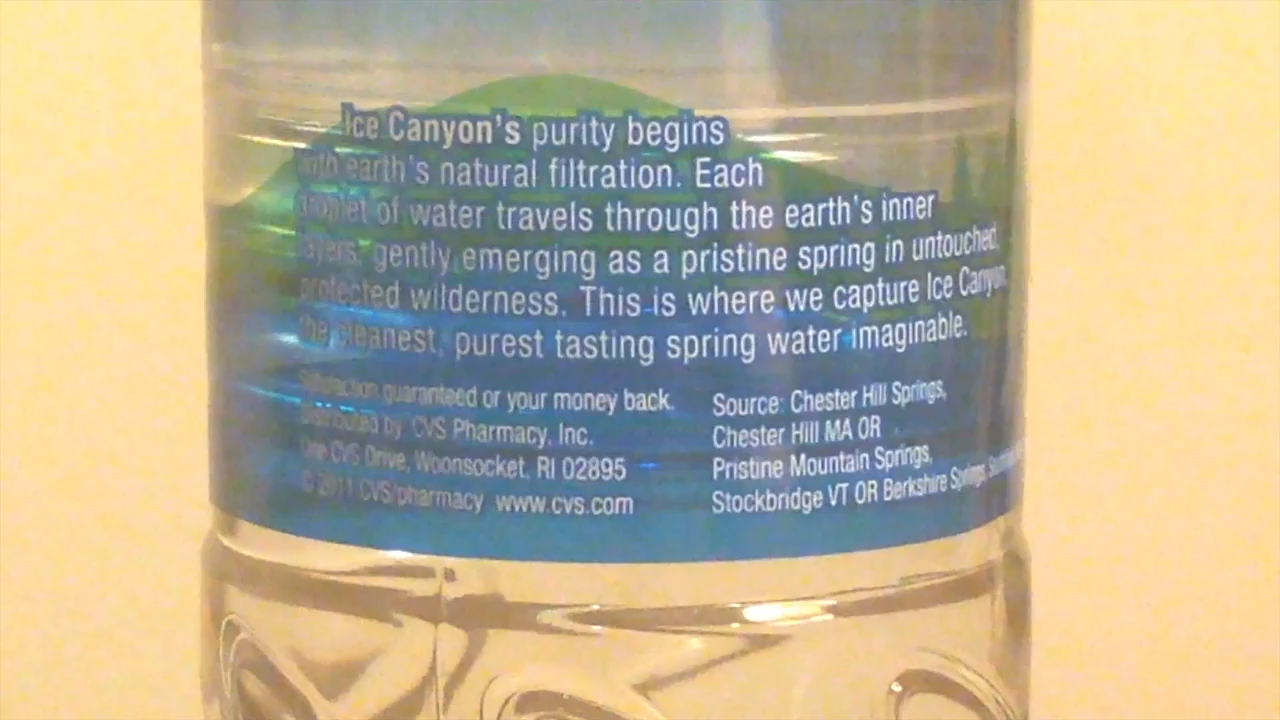 Ice Canyon's purity begins
with earth's natural filtration. Each
droplet of water travels through the earth's inner
layers, gently emerging as a pristine spring in untouched,
protected wilderness. This is where we capture Ice Canyon,
the cleanest, purest tasting spring water imaginable.
Satisfaction guaranteed or your money back.
Distributed by CVS Pharmacy, Inc.
One CVS Drive, Woonsocket, RI 02895
© 2011 CVS/pharmacy www.cvs.com
Source: Chester Hill Springs,
Chester Hill MA OR
Pristine Mountain Springs,
Stockbridge VT OR Berkshire Springs,